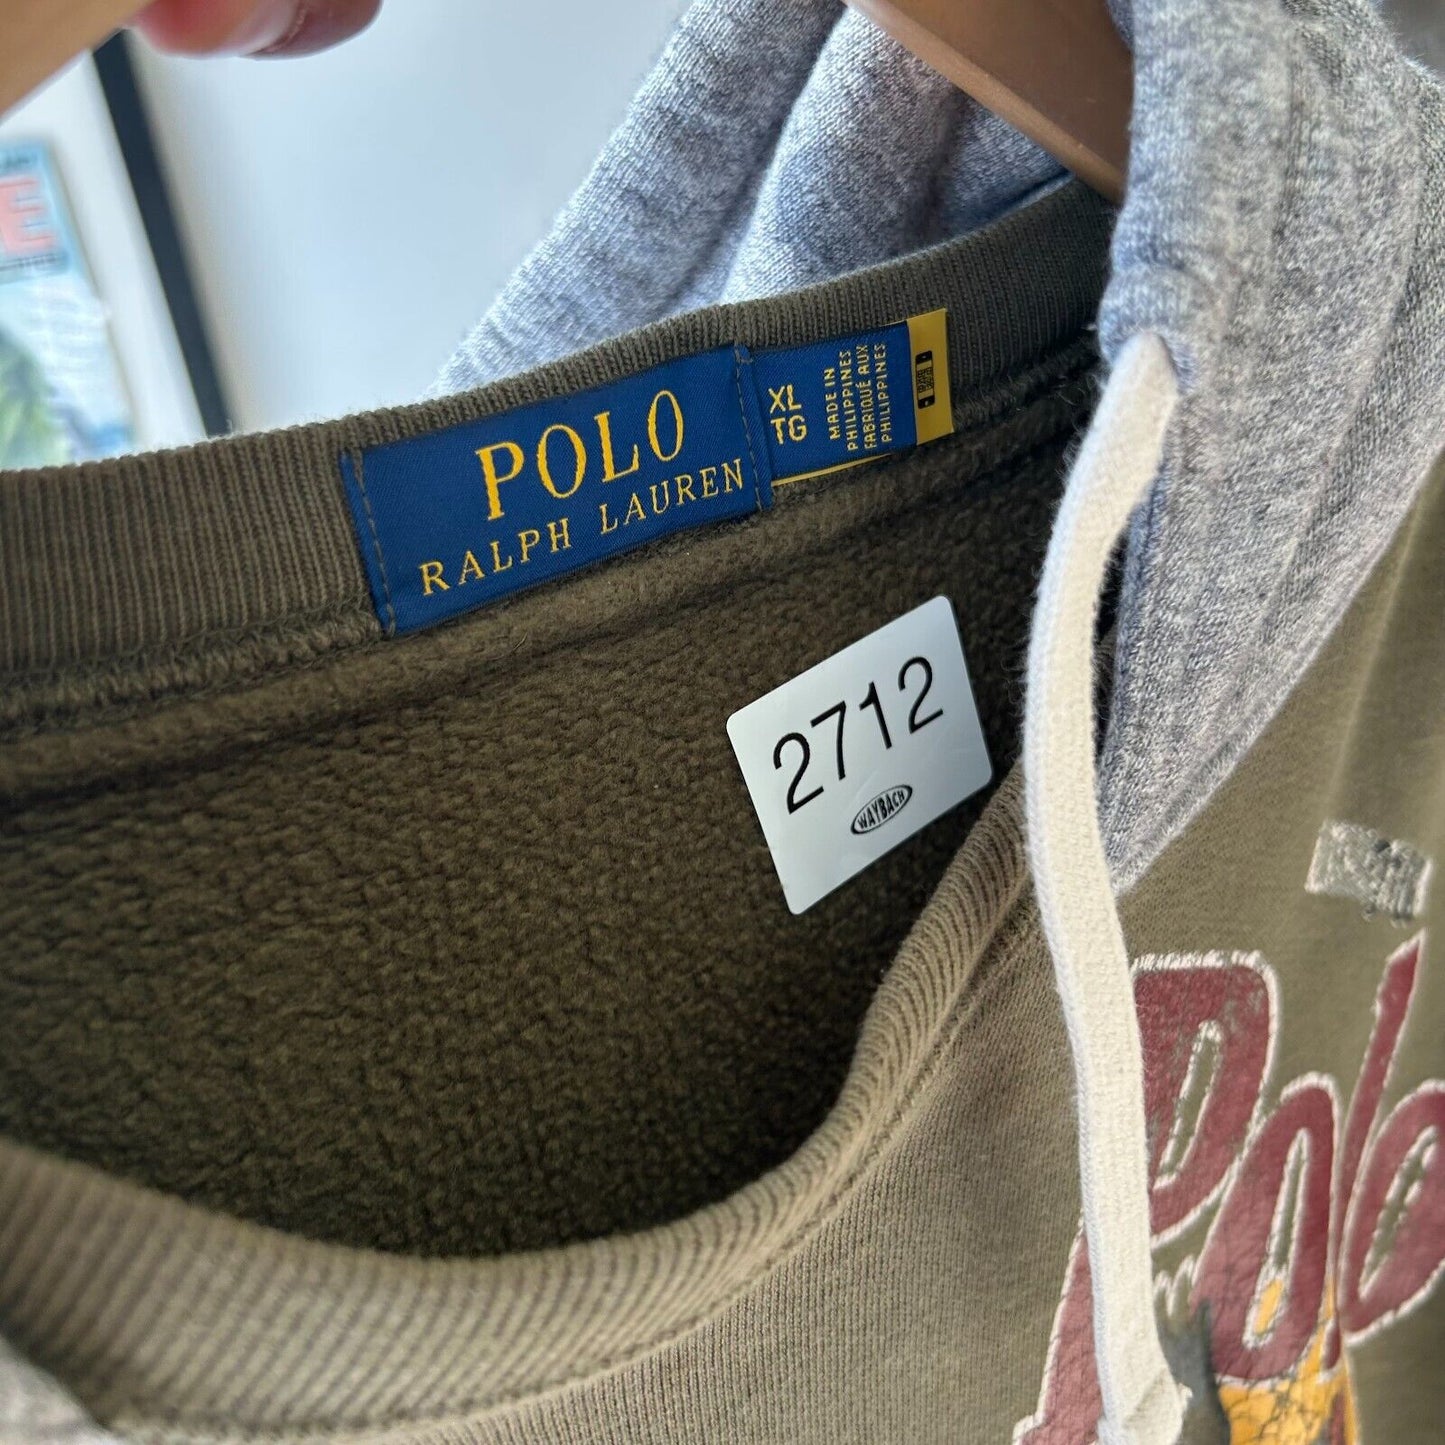 POLO
RALPH LAUREN
XL
TG
MADE IN
PHILIPPINES
FABRIQUÉ AUX
PHILIPPINES
2712
WAYBACH
Polo
E